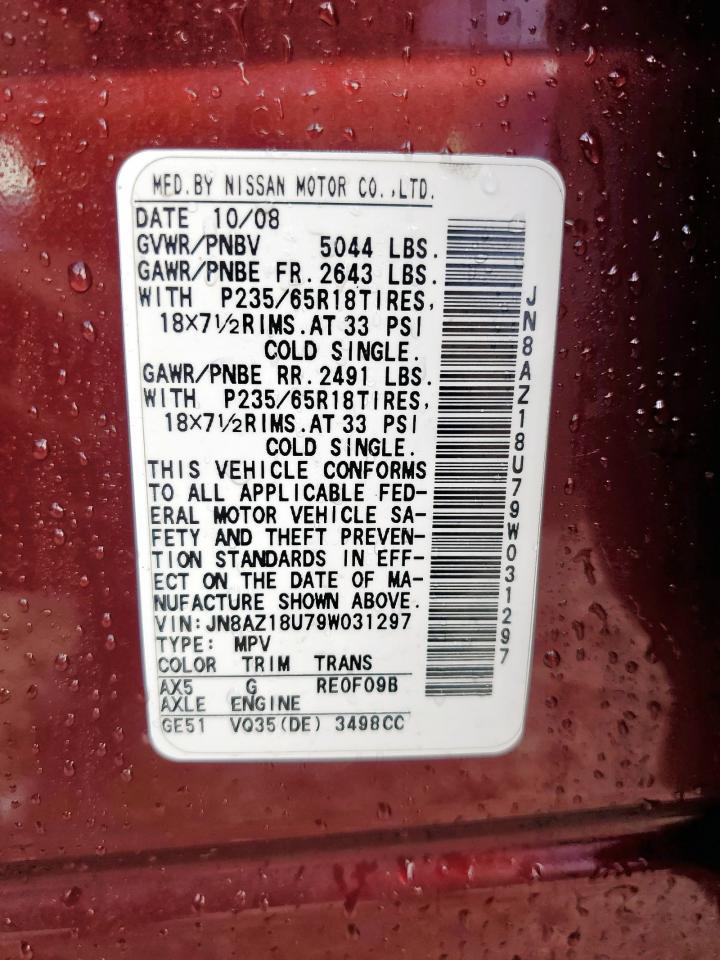 MFD.BY NISSAN MOTOR CO.,LTD.
DATE 10/08
GVWR/PNBV 5044 LBS.
GAWR/PNBE FR. 2643 LBS.
WITH P235/65R18TIRES,
18X7½RIMS.AT 33 PSI
COLD SINGLE.
GAWR/PNBE RR. 2491 LBS.
WITH P235/65R18TIRES,
18X7½RIMS.AT 33 PSI
COLD SINGLE.
THIS VEHICLE CONFORMS
TO ALL APPLICABLE FED-
ERAL MOTOR VEHICLE SA-
FETY AND THEFT PREVEN-
TION STANDARDS IN EFF-
ECT ON THE DATE OF MA-
NUFACTURE SHOWN ABOVE.
VIN:JN8AZ18U79W031297
TYPE: MPV
COLOR TRIM TRANS
AX5 G RE0F09B
AXLE ENGINE
GE51 VQ35(DE) 3498CC
JN8AZ18U79W031297